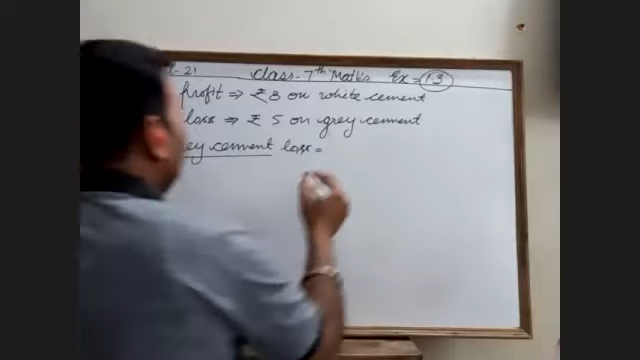 - 21 Class - 7th Maths Ex = 1.3
Profit ⇒ ₹ 8 on white cement
loss ⇒ ₹ 5 on grey cement
ey cement loss =